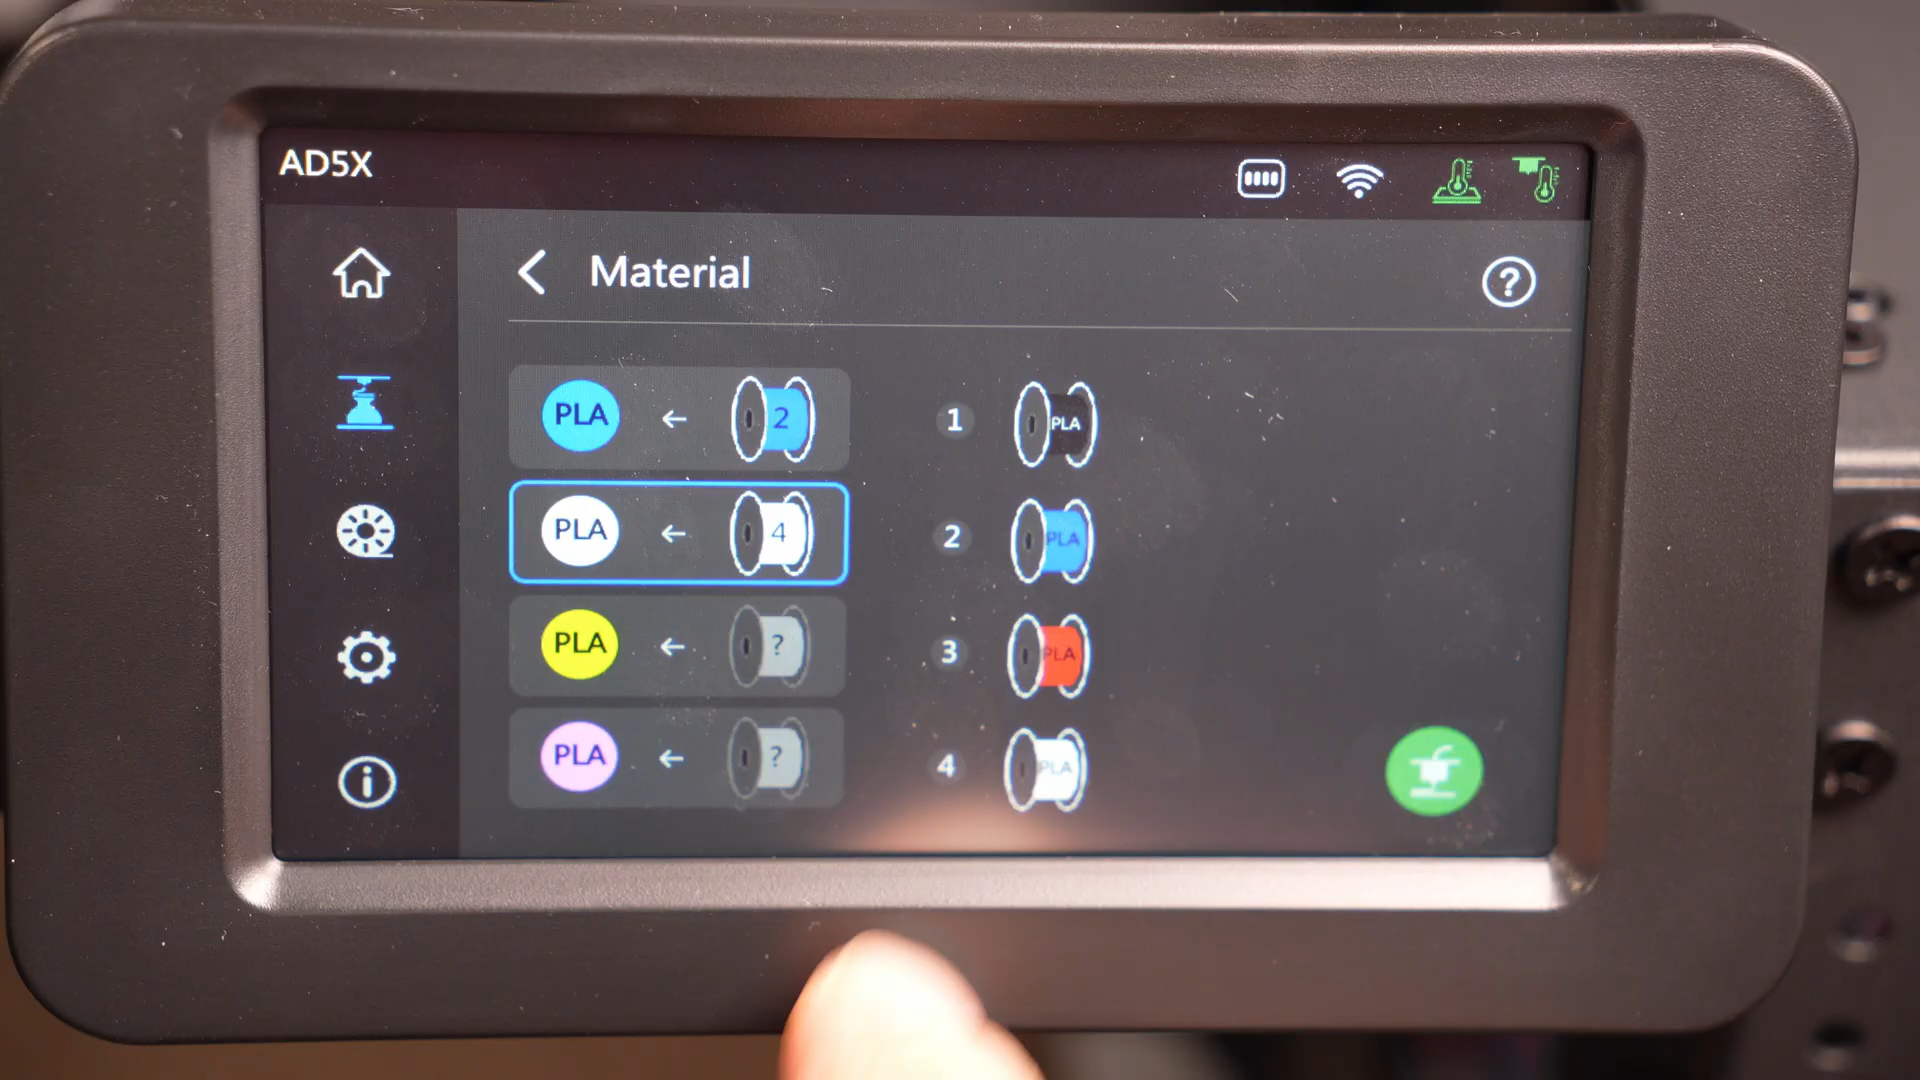 AD5X
Material
?
PLA ← 2
PLA ← 4
PLA ← ?
PLA ← ?
1 PLA
2 PLA
3 PLA
4 PLA